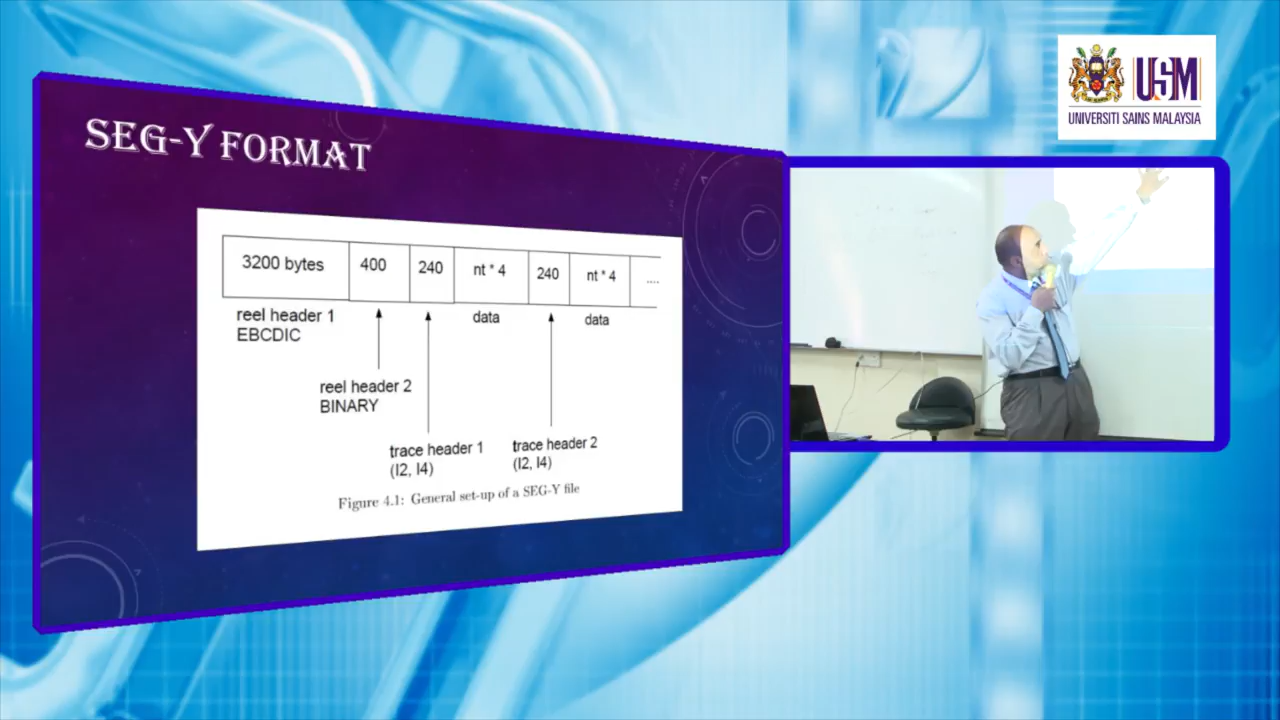 SEG-Y FORMAT
3200 bytes 400 240 nt * 4 240 nt * 4 ....
reel header 1
EBCDIC
data
data
reel header 2
BINARY
trace header 1
(I2, I4)
trace header 2
(I2, I4)
Figure 4.1: General set-up of a SEG-Y file
USM
UNIVERSITI SAINS MALAYSIA